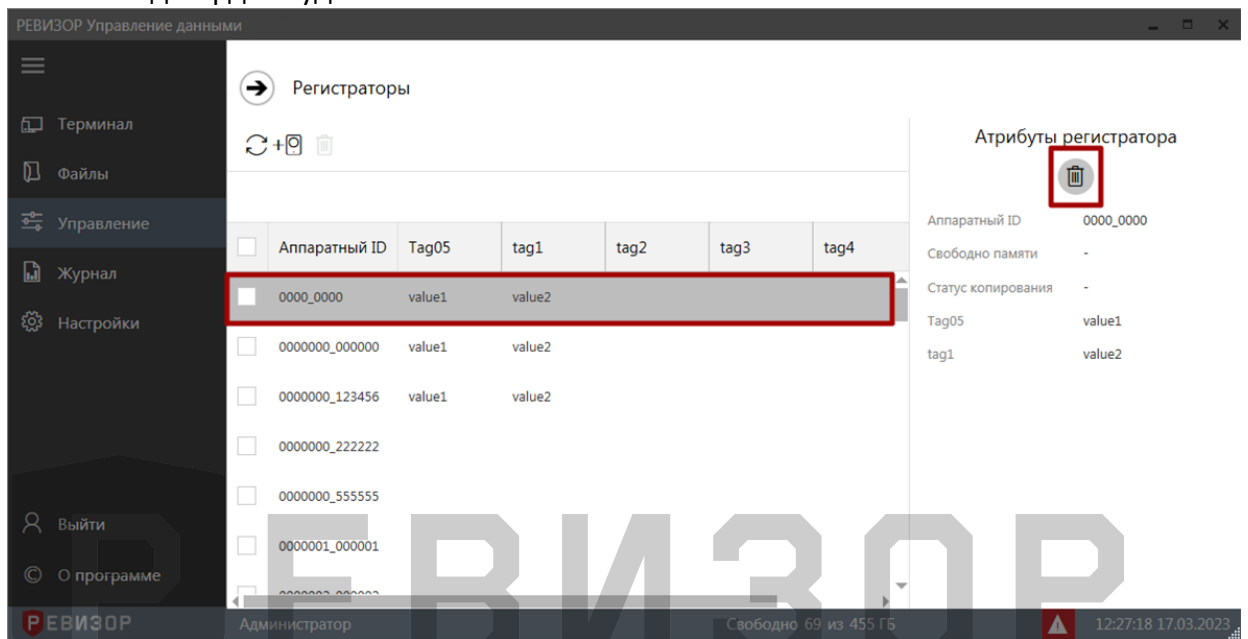 РЕВИЗОР Управление данными
Регистраторы
Терминал
Файлы
Управление
Журнал
Настройки
Выйти
О программе
Аппаратный ID Tag05 tag1 tag2 tag3 tag4
0000_0000 value1 value2
0000000_000000 value1 value2
0000000_123456 value1 value2
0000000_222222
0000000_555555
0000001_000001
Атрибуты регистратора
Аппаратный ID 0000_0000
Свободно памяти -
Статус копирования -
Tag05 value1
tag1 value2
РЕВИЗОР
РЕВИЗОР
Администратор
Свободно 69 из 455 ГБ
12:27:18 17.03.2023